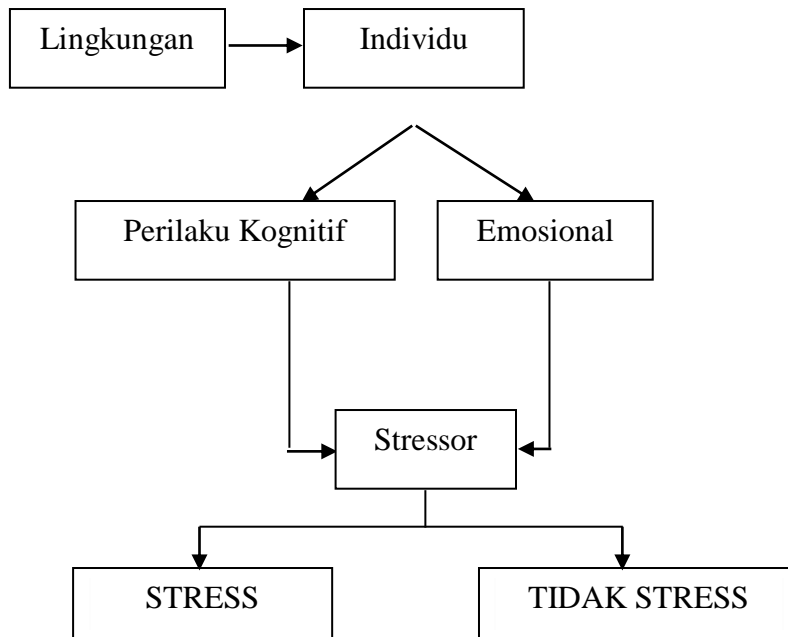 Lingkungan
Individu
Perilaku Kognitif
Emosional
Stressor
STRESS
TIDAK STRESS